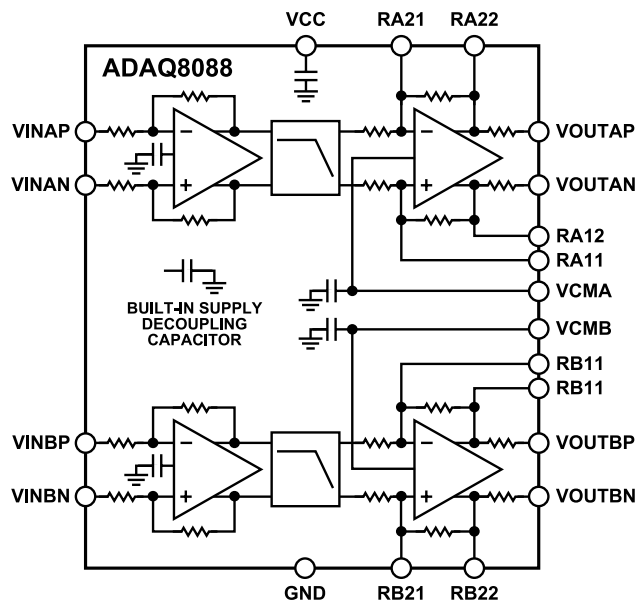 VCC
RA21
RA22
ADAQ8088
VINAP
VOUTAP
VINAN
VOUTAN
RA12
RA11
BUILT-IN SUPPLY
DECOUPLING
CAPACITOR
VCMA
VCMB
RB11
RB11
VINBP
VOUTBP
VINBN
VOUTBN
GND
RB21
RB22